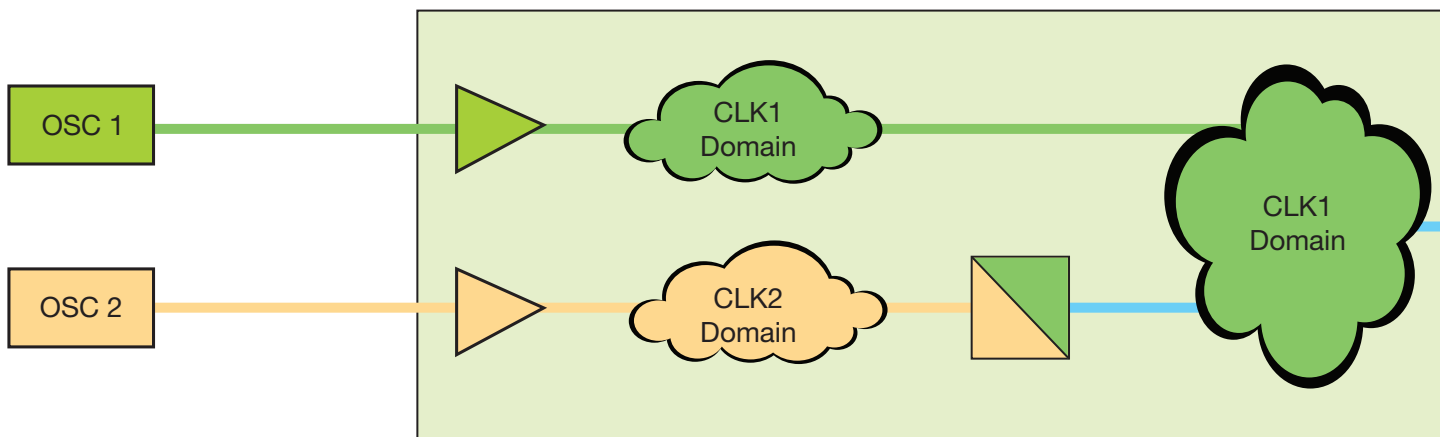 OSC 1
CLK1
Domain
CLK1
Domain
OSC 2
CLK2
Domain